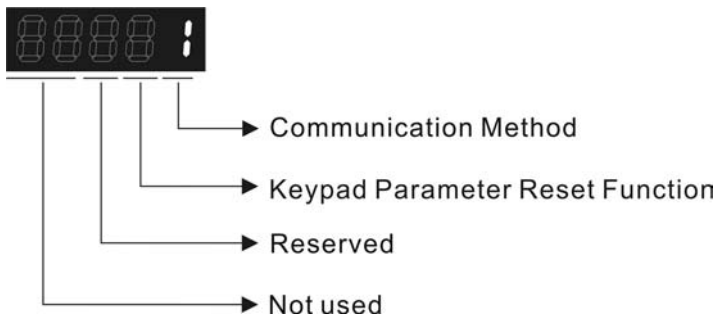 1
Communication Method
Keypad Parameter Reset Function
Reserved
Not used